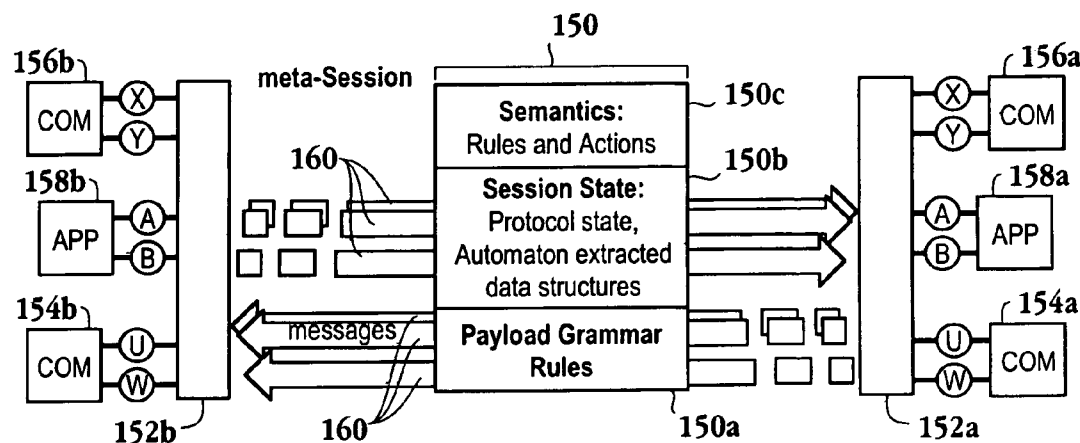 150
156b
meta-Session
156a
COM
X
Y
Semantics:
Rules and Actions
150c
X
Y
COM
160
150b
158b
APP
A
B
Session State:
Protocol state,
Automaton extracted
data structures
158a
A
B
APP
154b
COM
U
W
messages
Payload Grammar
Rules
154a
U
W
COM
152b
160
150a
152a